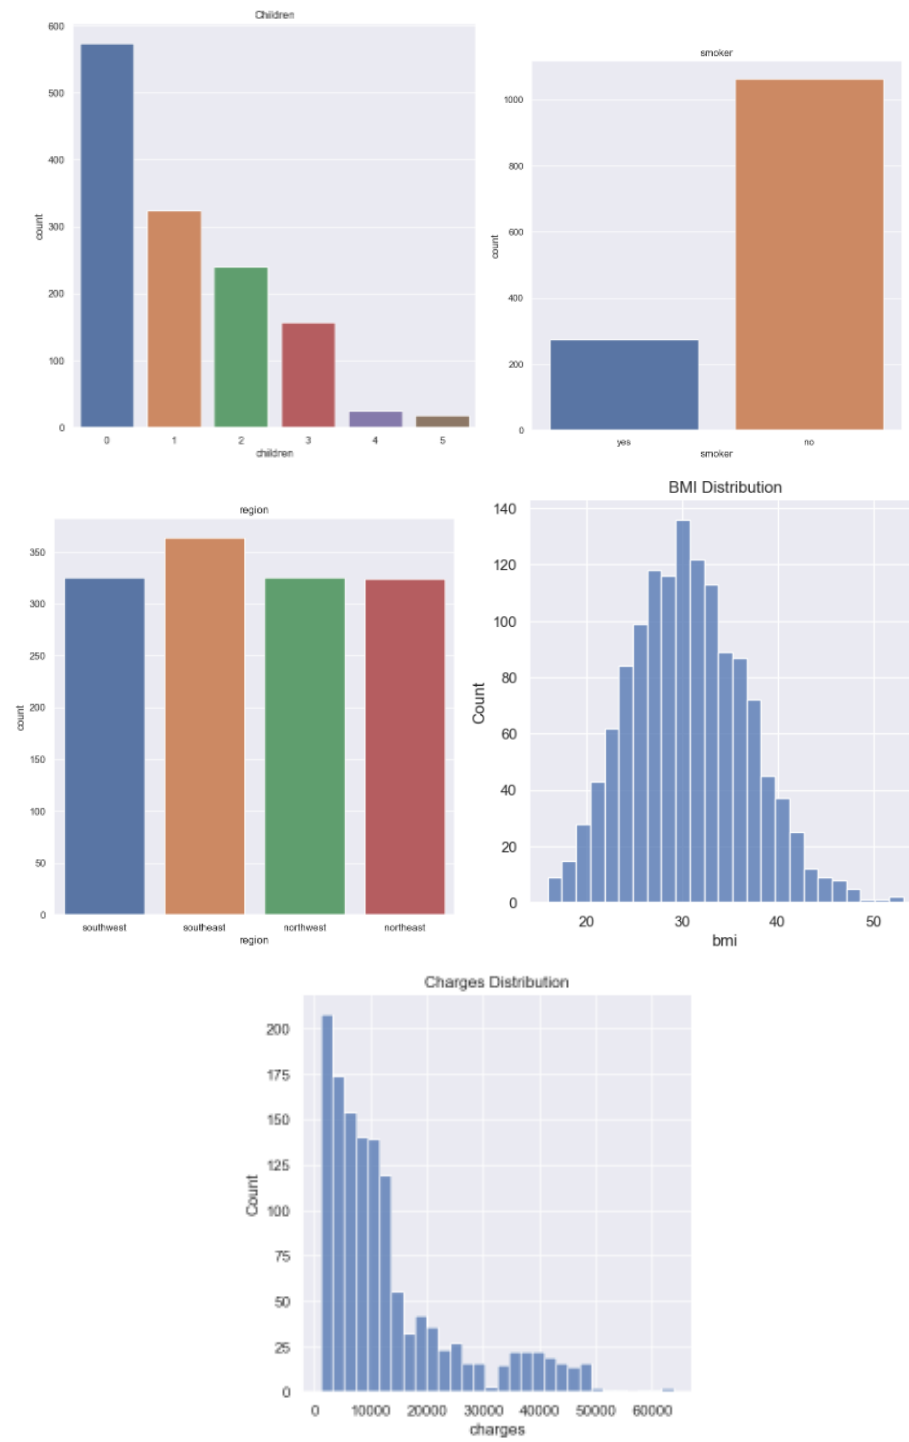 Children
600
500
400
300
200
100
0
count
0 1 2 3 4 5
children
smoker
1000
800
600
400
200
0
count
yes no
smoker
region
350
300
250
200
150
100
50
0
count
southwest southeast northwest northeast
region
BMI Distribution
140
120
100
80
60
40
20
0
Count
20 30 40 50
bmi
Charges Distribution
200
175
150
125
100
75
50
25
0
Count
0 10000 20000 30000 40000 50000 60000
charges